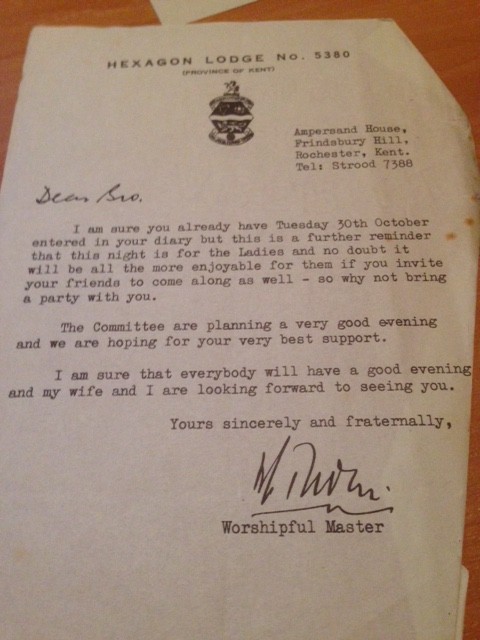 HEXAGON LODGE No. 5380
(PROVINCE OF KENT)
Ampersand House,
Frindsbury Hill,
Rochester, Kent.
Tel: Strood 7388
Dear Bro.
I am sure you already have Tuesday 30th October
entered in your diary but this is a further reminder
that this night is for the Ladies and no doubt it
will be all the more enjoyable for them if you invite
your friends to come along as well - so why not bring
a party with you.
The Committee are planning a very good evening
and we are hoping for your very best support.
I am sure that everybody will have a good evening
and my wife and I are looking forward to seeing you.
Yours sincerely and fraternally,
Worshipful Master